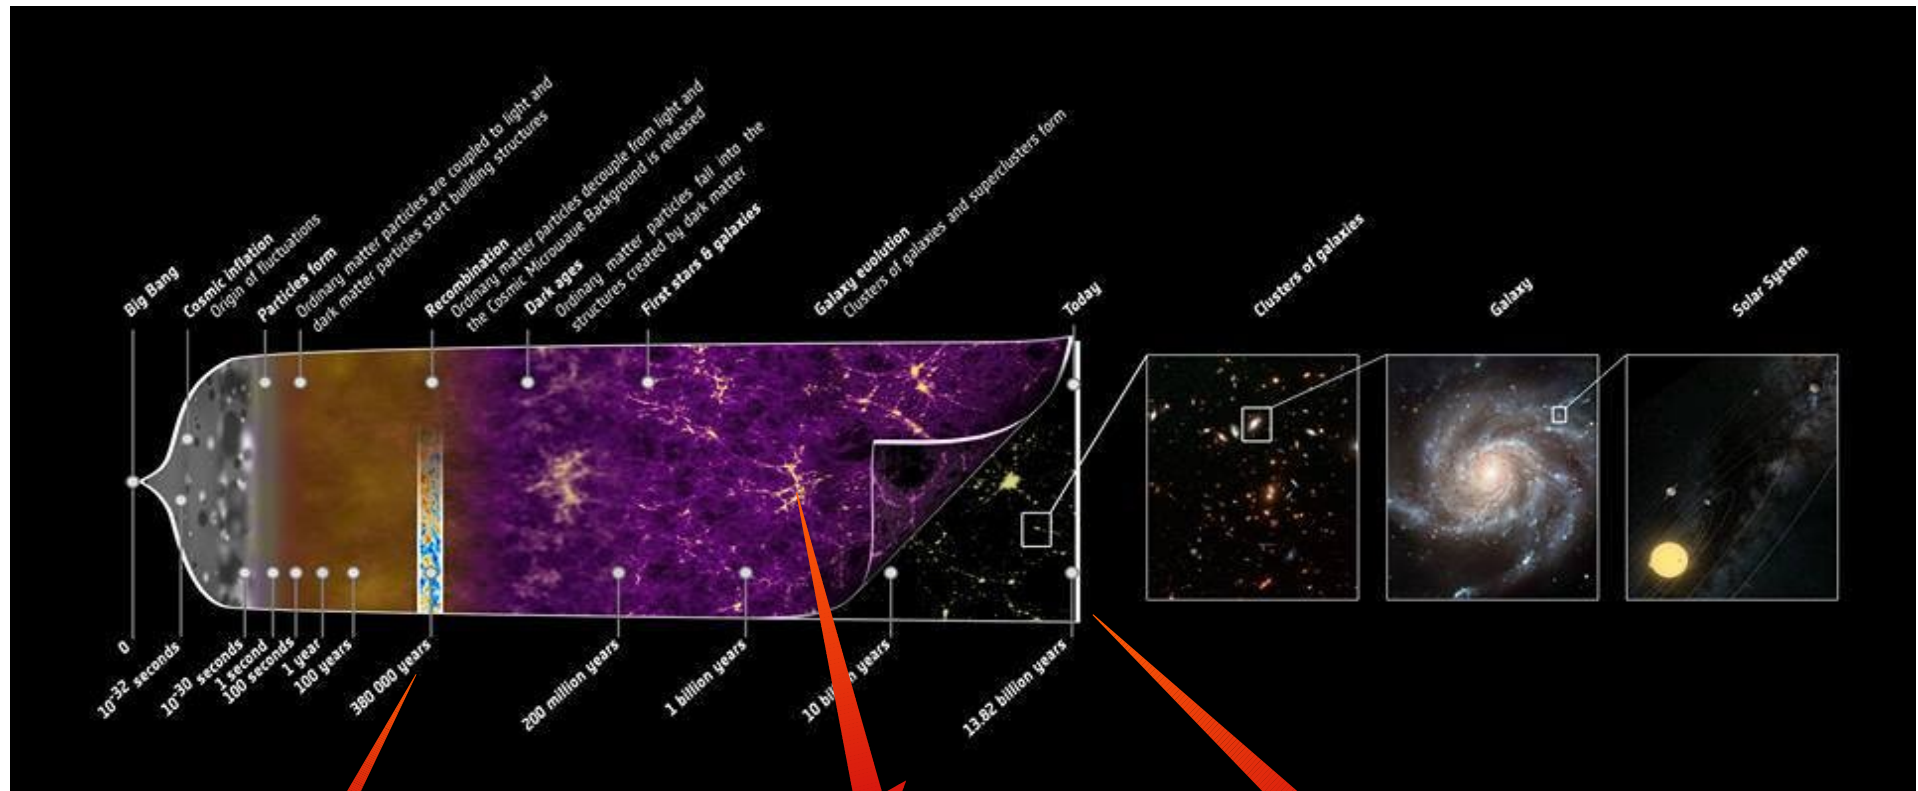 Big Bang
Cosmic inflation
Origin of fluctuations
Particles form
Ordinary matter particles are coupled to light and
dark matter particles start building structures
Recombination
Ordinary matter particles decouple from light and
the Cosmic Microwave Background is released
Dark ages
Ordinary matter particles fall into the
structures created by dark matter
First stars & galaxies
Galaxy evolution
Clusters of galaxies and superclusters form
Today
Clusters of galaxies
Galaxy
Solar System
0
10-32 seconds
10-30 seconds
1 second
100 seconds
1 year
100 years
380 000 years
200 million years
1 billion years
10 years
13.82 billion years